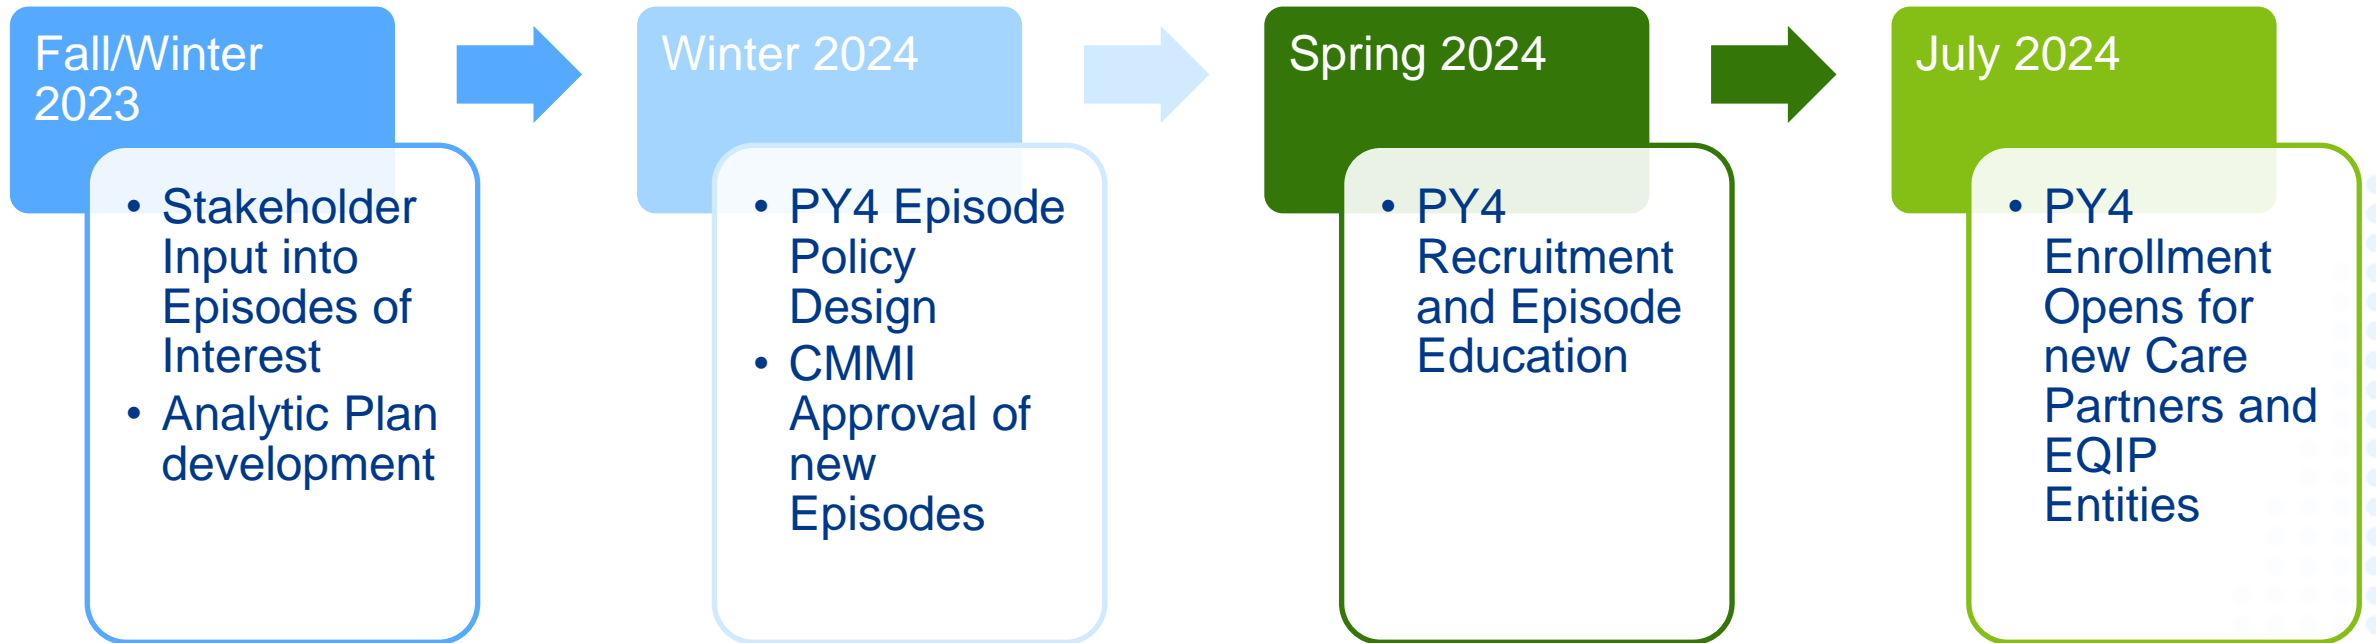 Fall/Winter
2023
• Stakeholder
Input into
Episodes of
Interest
• Analytic Plan
development
Winter 2024
• PY4 Episode
Policy
Design
• CMMI
Approval of
new
Episodes
Spring 2024
• PY4
Recruitment
and Episode
Education
July 2024
• PY4
Enrollment
Opens for
new Care
Partners and
EQIP
Entities